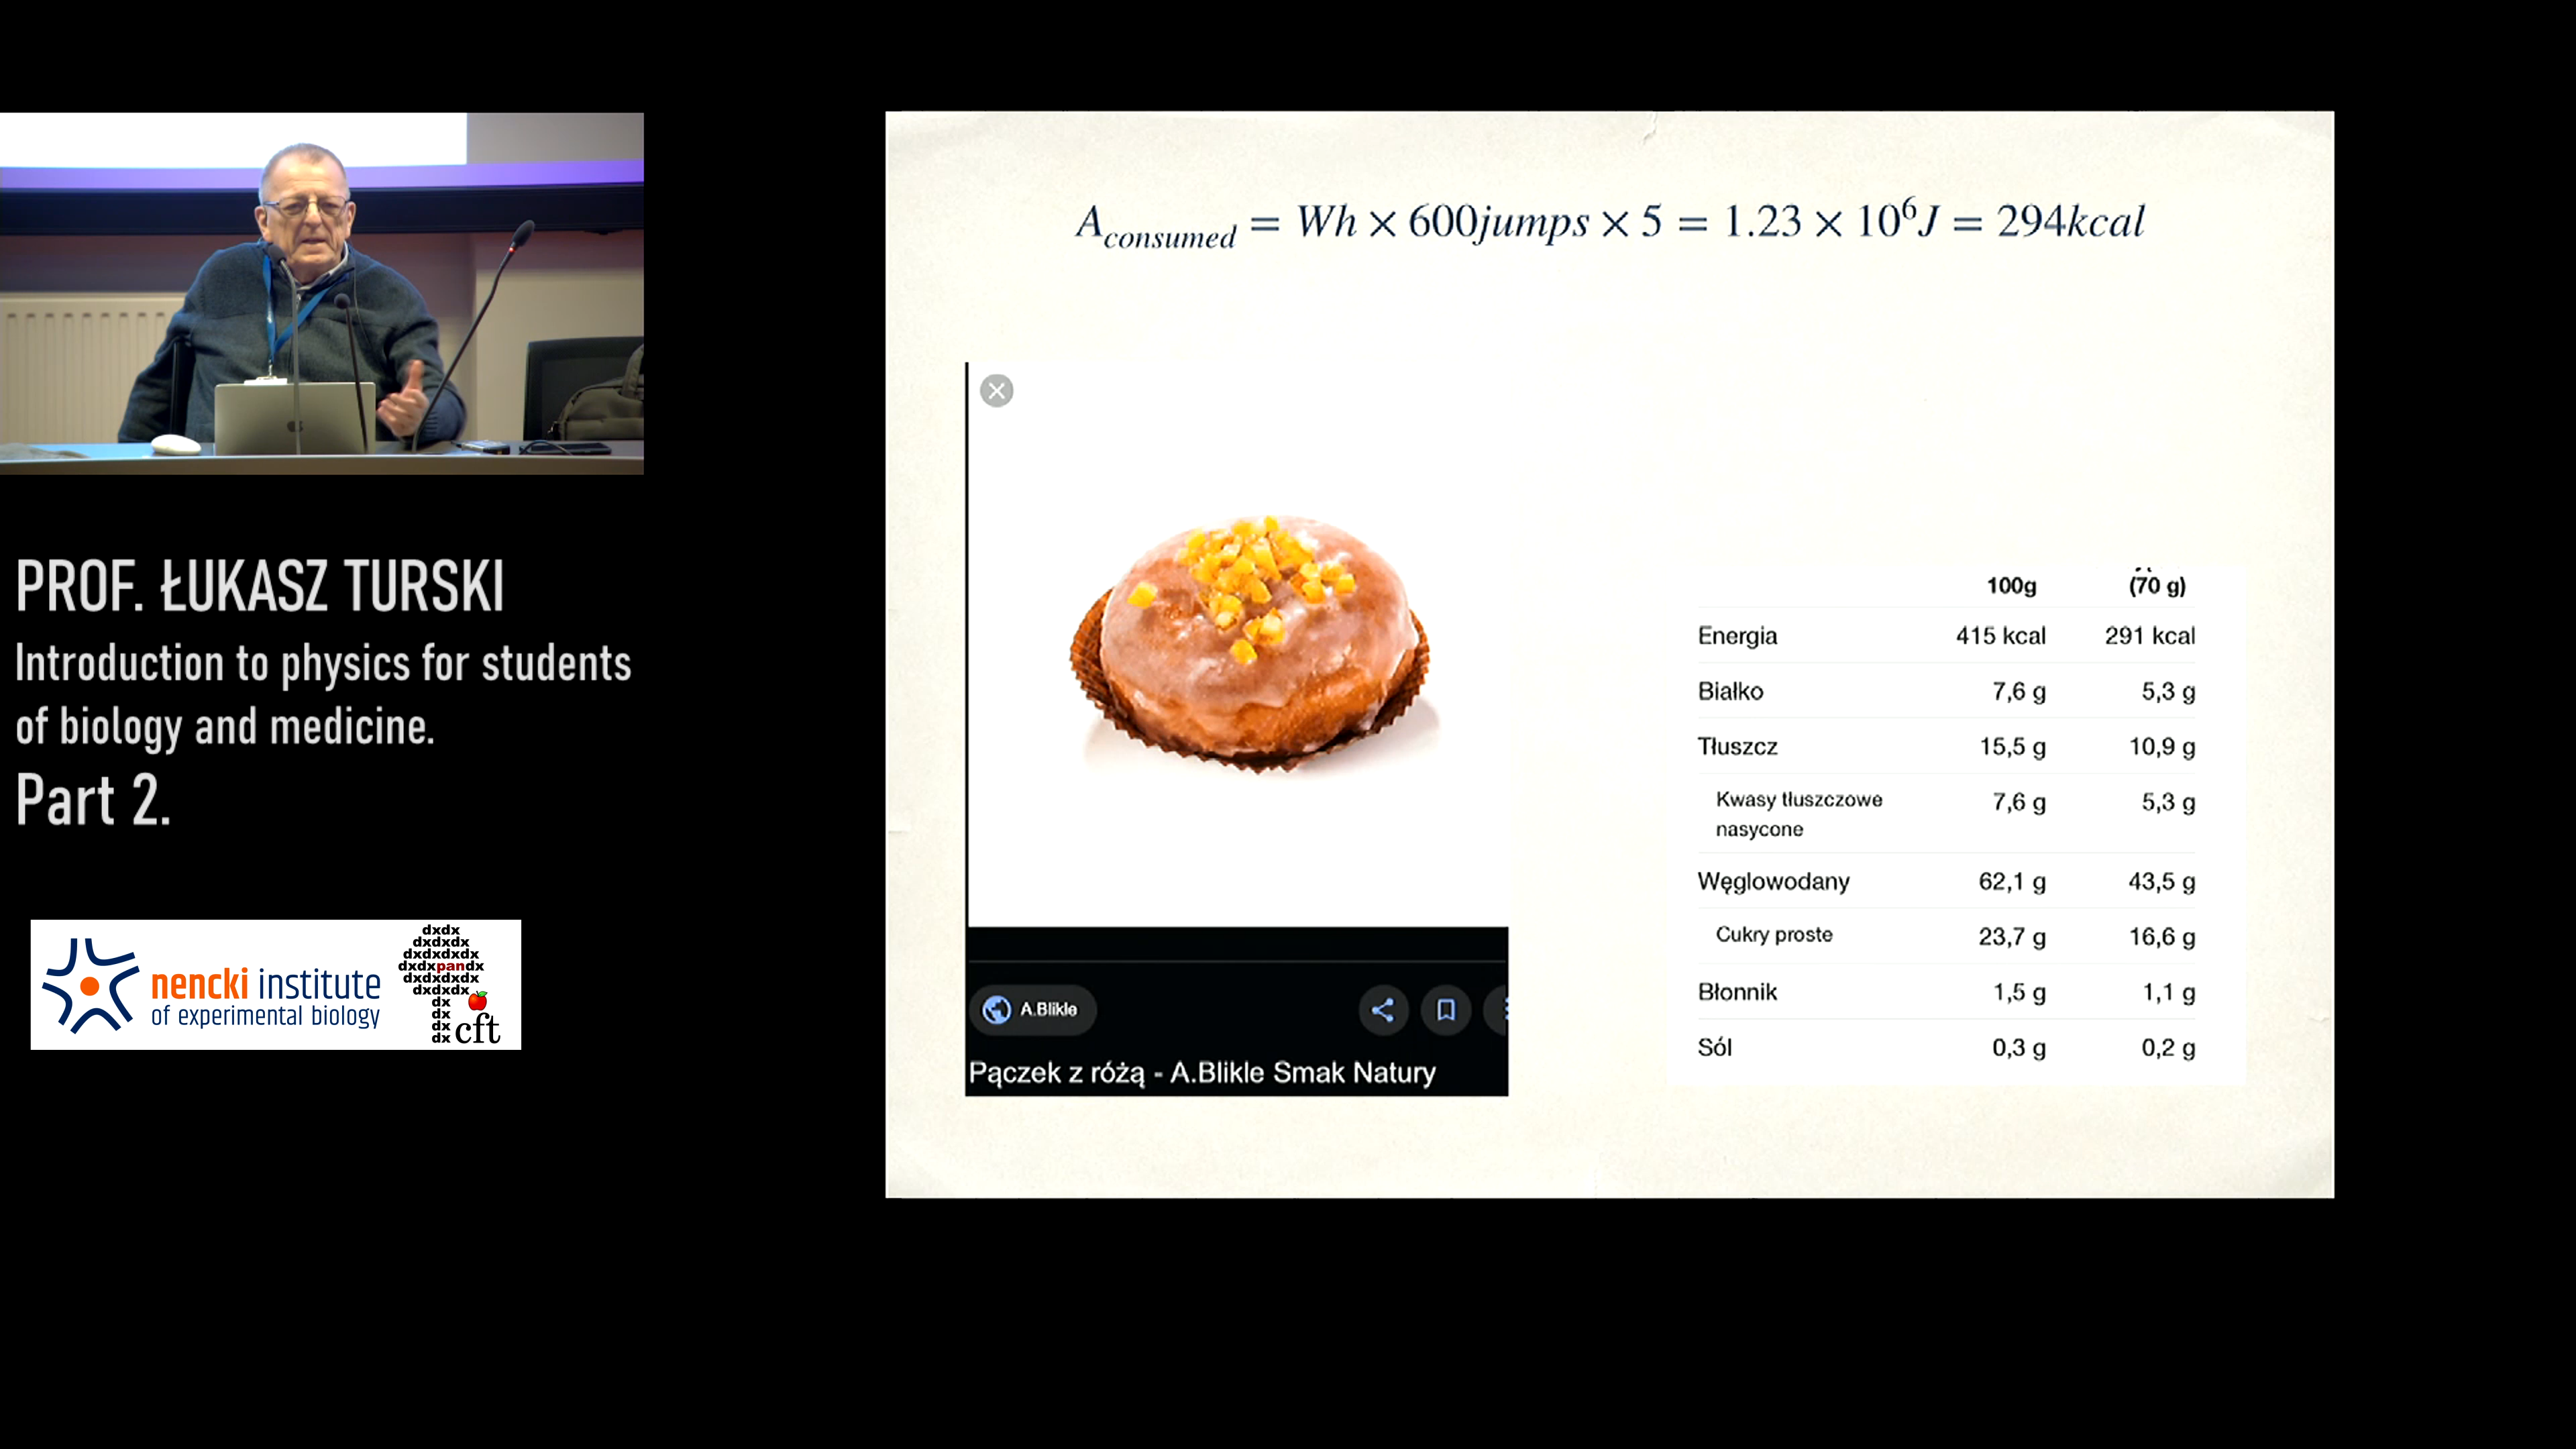 PROF. ŁUKASZ TURSKI
Introduction to physics for students
of biology and medicine.
Part 2.
nencki institute
of experimental biology
dxdx
dxdxdx
dxdxdxdx
dxdxpandx
dxdxdxdx
dxdxdx
dx
dx
dx
dx cft
A consumed = Wh × 600jumps × 5 = 1.23 × 10⁶J = 294kcal
A.Blikle
Pączek z różą - A.Blikle Smak Natury
100g (70 g)
Energia 415 kcal 291 kcal
Białko 7,6 g 5,3 g
Tłuszcz 15,5 g 10,9 g
Kwasy tłuszczowe
nasycone 7,6 g 5,3 g
Węglowodany 62,1 g 43,5 g
Cukry proste 23,7 g 16,6 g
Błonnik 1,5 g 1,1 g
Sól 0,3 g 0,2 g